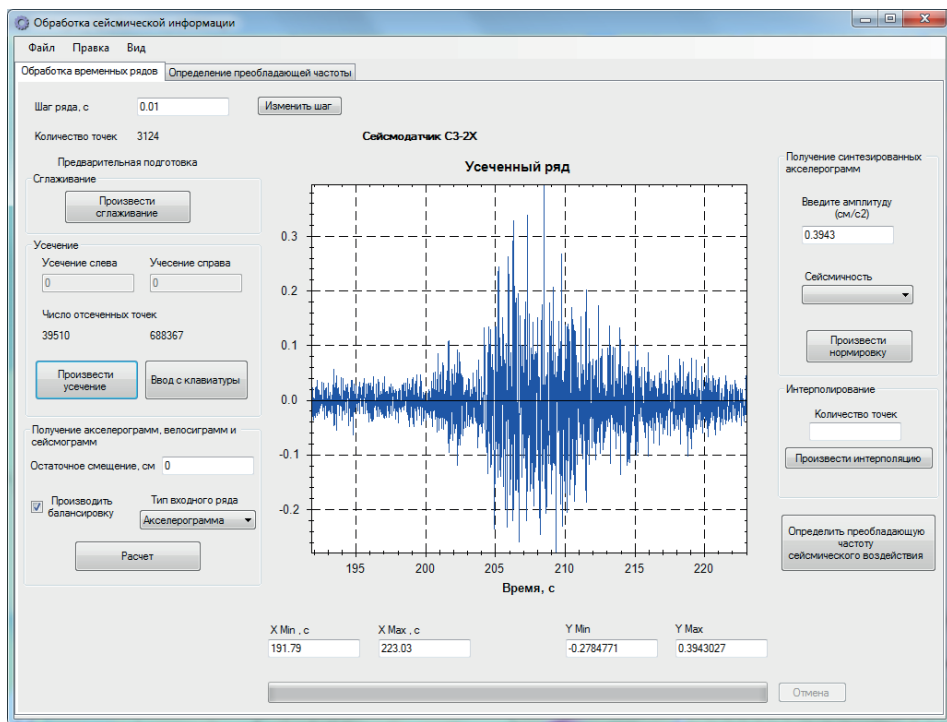 Обработка сейсмической информации
Файл Правка Вид
Обработка временных рядов Определение преобладающей частоты
Шаг ряда, с 0.01 Изменить шаг
Количество точек 3124
Сейсмодатчик С3-2X
Предварительная подготовка
Сглаживание
Произвести
сглаживание
Усечение
Усечение слева Учесение справа
0 0
Число отсеченных точек
39510 688367
Произвести
усечение
Ввод с клавиатуры
Получение акселерограмм, велосиграмм и
сейсмограмм
Остаточное смещение, см 0
Производить
балансировку
Тип входного ряда
Акселерограмма
Расчет
Усеченный ряд
0.3
0.2
0.1
0.0
-0.1
-0.2
195 200 205 210 215 220
Время, с
X Min , с X Max , с Y Min Y Max
191.79 223.03 -0.2784771 0.3943027
Получение синтезированных
акселерограмм
Введите амплитуду
(см/с2)
0.3943
Сейсмичность
Произвести
нормировку
Интерполирование
Количество точек
Произвести интерполяцию
Определить преобладающую
частоту
сейсмического воздействия
Отмена